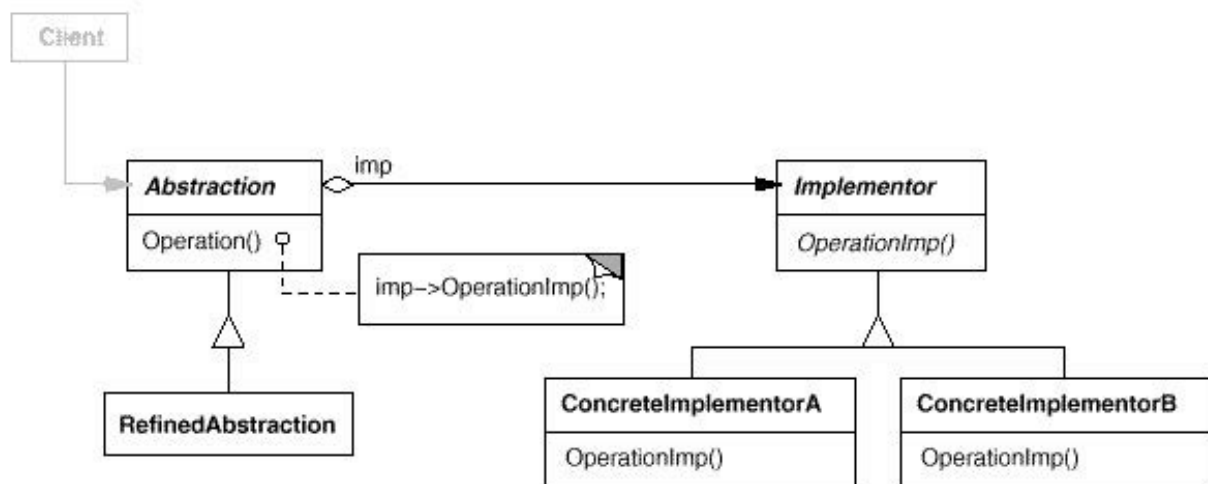 Client
imp
Abstraction
Implementor
Operation()
OperationImp()
imp->OperationImp();
RefinedAbstraction
ConcreteImplementorA
ConcreteImplementorB
OperationImp()
OperationImp()